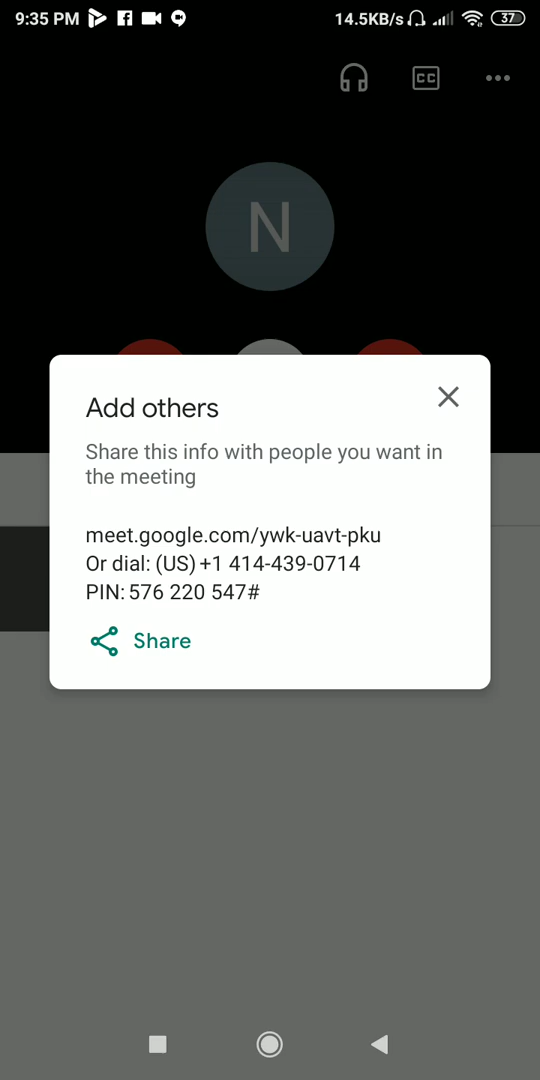 9:35 PM 14.5KB/s 37
CC
N
Add others
Share this info with people you want in
the meeting
meet.google.com/ywk-uavt-pku
Or dial: (US) +1 414-439-0714
PIN: 576 220 547#
Share